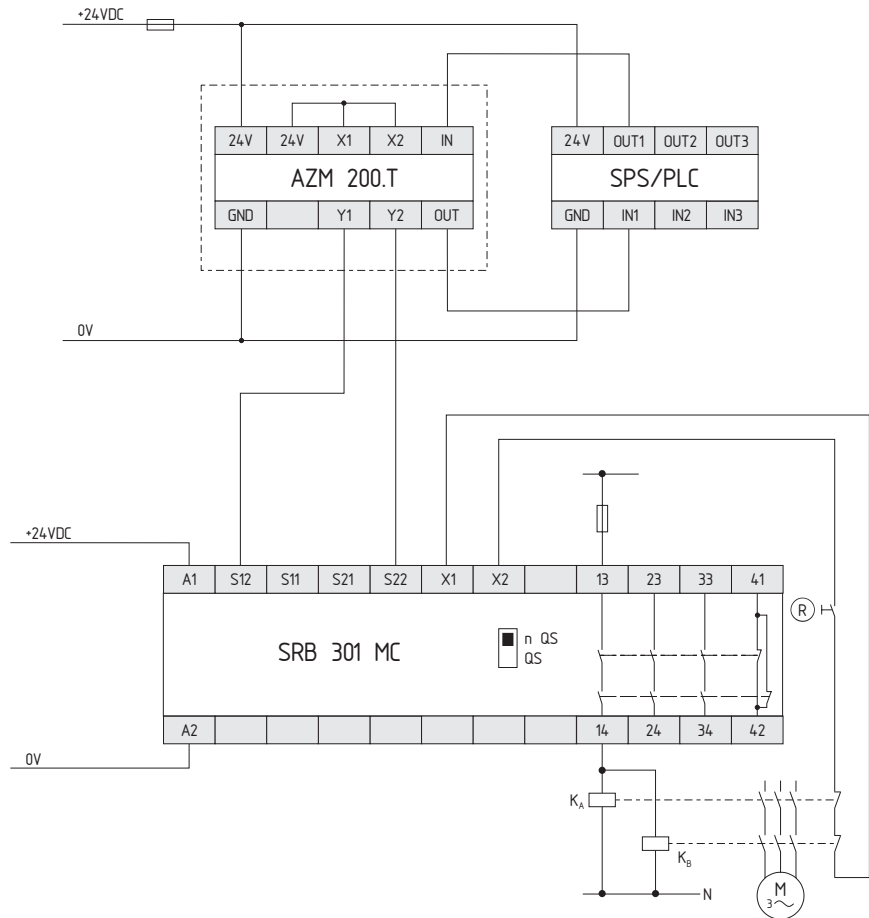 +24VDC
24V 24V X1 X2 IN
AZM 200.T
GND Y1 Y2 OUT
24V OUT1 OUT2 OUT3
SPS/PLC
GND IN1 IN2 IN3
0V
+24VDC
A1 S12 S11 S21 S22 X1 X2 13 23 33 41
SRB 301 MC
n QS
QS
R
A2 14 24 34 42
0V
KA
KB
N
M
3~